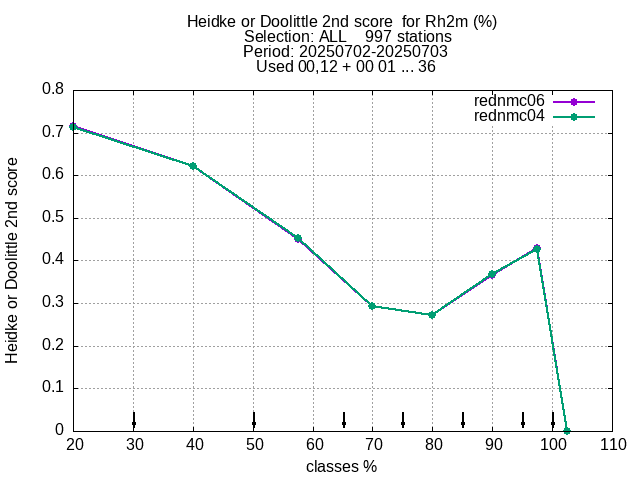 Heidke or Doolittle 2nd score  for Rh2m (%)
Selection: ALL    997 stations
Period: 20250702-20250703
Used 00,12 + 00 01 ... 36
rednmc06
rednmc04
Heidke or Doolittle 2nd score
0.8
0.7
0.6
0.5
0.4
0.3
0.2
0.1
0
20 30 40 50 60 70 80 90 100 110
classes %